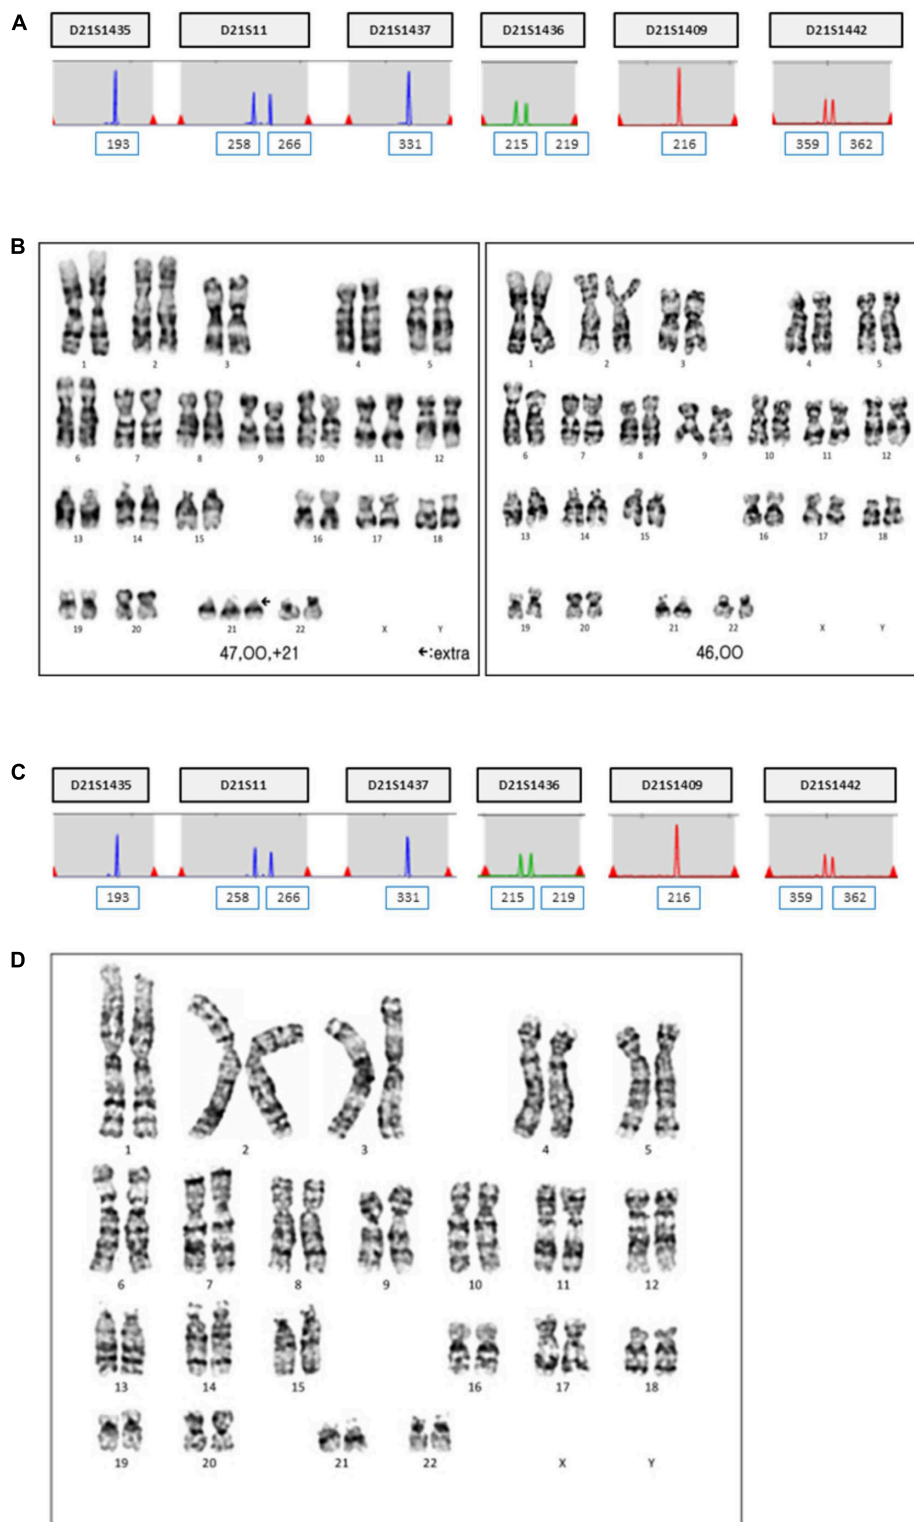 A
D21S1435 D21S11 D21S1437 D21S1436 D21S1409 D21S1442
193 258 266 331 215 219 216 359 362
B
1 2 3 4 5
6 7 8 9 10 11 12
13 14 15 16 17 18
19 20 21 22 X Y
47,OO,+21 ←:extra
1 2 3 4 5
6 7 8 9 10 11 12
13 14 15 16 17 18
19 20 21 22 X Y
46,OO
C
D21S1435 D21S11 D21S1437 D21S1436 D21S1409 D21S1442
193 258 266 331 215 219 216 359 362
D
1 2 3 4 5
6 7 8 9 10 11 12
13 14 15 16 17 18
19 20 21 22 X Y